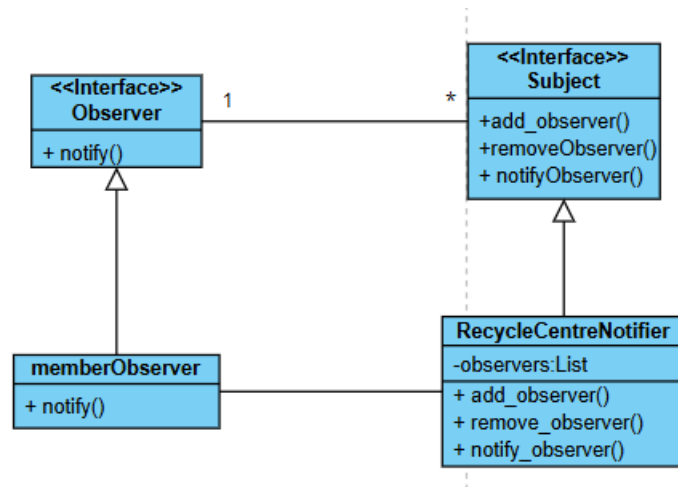 <<Interface>>
Observer
+ notify()
1
*
<<Interface>>
Subject
+add_observer()
+removeObserver()
+ notifyObserver()
memberObserver
+ notify()
RecycleCentreNotifier
-observers:List
+ add_observer()
+ remove_observer()
+ notify_observer()